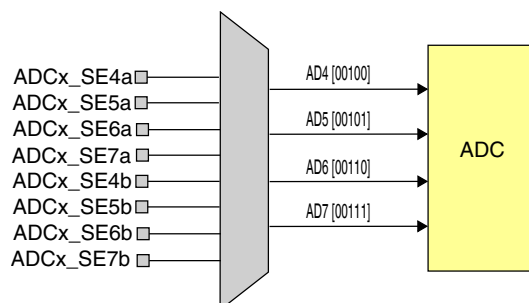 ADCx_SE4a
ADCx_SE5a
ADCx_SE6a
ADCx_SE7a
ADCx_SE4b
ADCx_SE5b
ADCx_SE6b
ADCx_SE7b
AD4 [00100]
AD5 [00101]
AD6 [00110]
AD7 [00111]
ADC